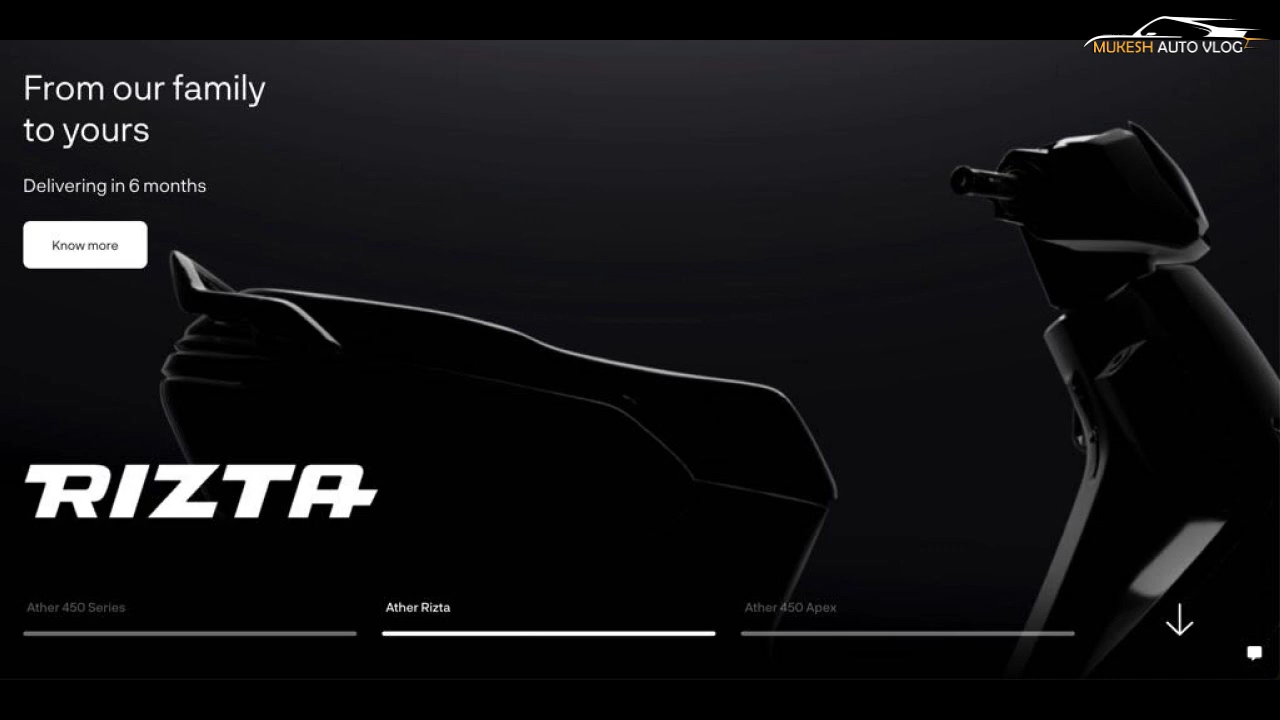 MUKESH AUTO VLOG
From our family
to yours
Delivering in 6 months
Know more
RIZTA
Ather 450 Series
Ather Rizta
Ather 450 Apex